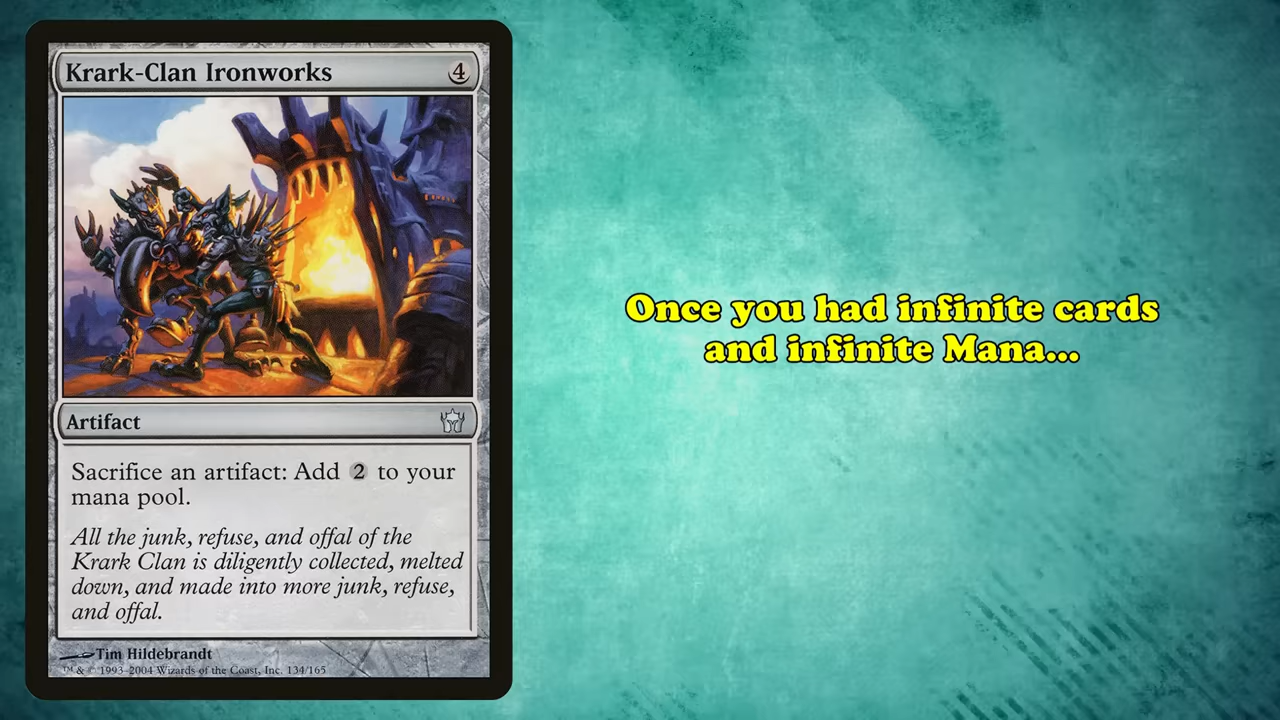 Krark-Clan Ironworks 4
Artifact
Sacrifice an artifact: Add 2 to your
mana pool.
All the junk, refuse, and offal of the
Krark Clan is diligently collected, melted
down, and made into more junk, refuse,
and offal.
Tim Hildebrandt
™ & © 1993–2004 Wizards of the Coast, Inc. 134/165
Once you had infinite cards
and infinite Mana...